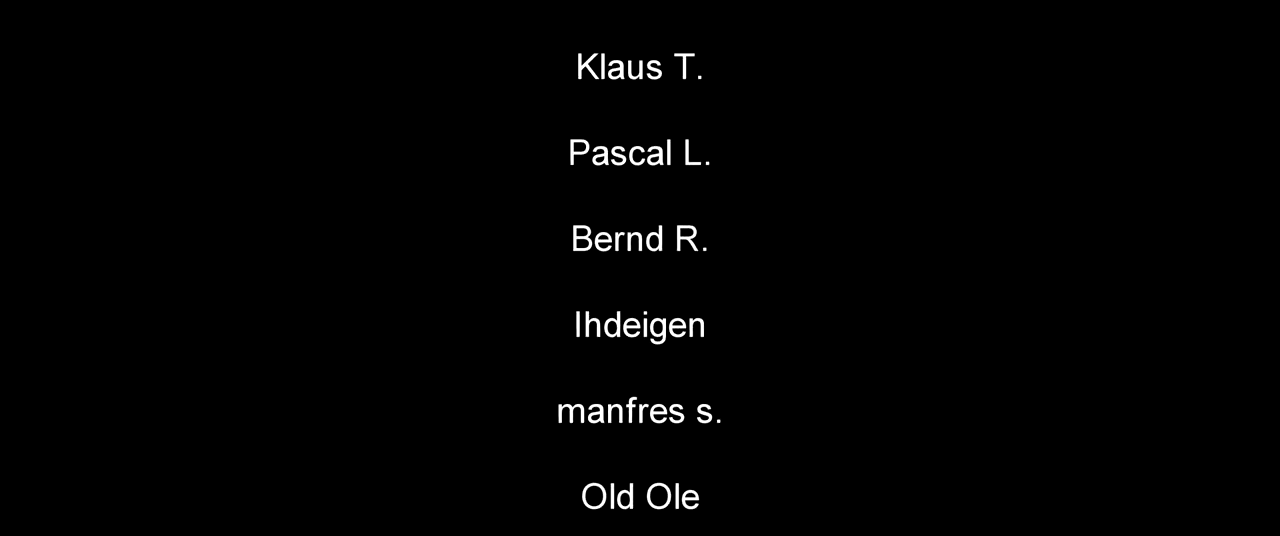 Klaus T.
Pascal L.
Bernd R.
Ihdeigen
manfres s.
Old Ole